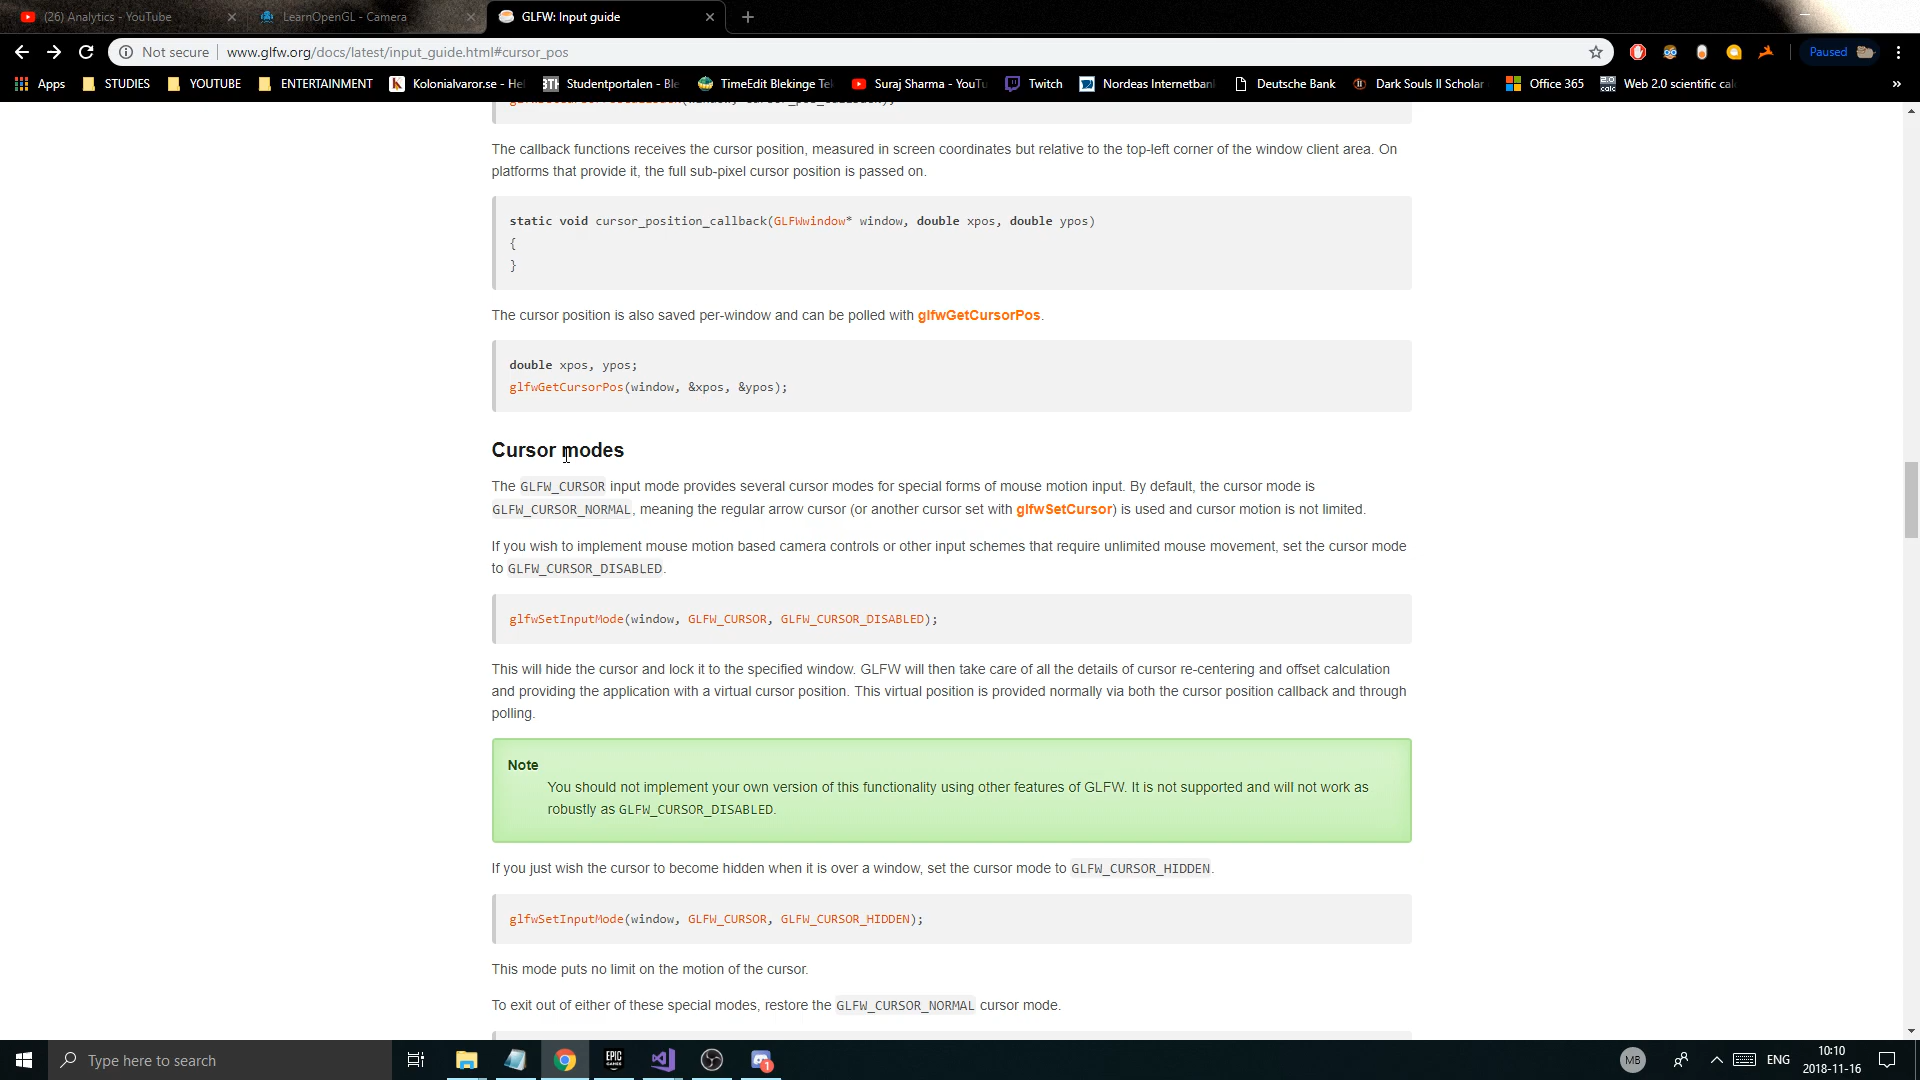 (26) Analytics - YouTube
LearnOpenGL - Camera
GLFW: Input guide
Not secure
www.glfw.org/docs/latest/input_guide.html#cursor_pos
Paused
Apps
STUDIES
YOUTUBE
ENTERTAINMENT
Kolonialvaror.se - He
Studentportalen - Ble
TimeEdit Blekinge Te
Suraj Sharma - YouTu
Twitch
Nordeas Internetban
Deutsche Bank
Dark Souls II Scholar
Office 365
Web 2.0 scientific cal
The callback functions receives the cursor position, measured in screen coordinates but relative to the top-left corner of the window client area. On
platforms that provide it, the full sub-pixel cursor position is passed on.
static void cursor_position_callback(GLFWwindow* window, double xpos, double ypos)
{
}
The cursor position is also saved per-window and can be polled with glfwGetCursorPos.
double xpos, ypos;
glfwGetCursorPos(window, &xpos, &ypos);
Cursor modes
The GLFW_CURSOR input mode provides several cursor modes for special forms of mouse motion input. By default, the cursor mode is
GLFW_CURSOR_NORMAL, meaning the regular arrow cursor (or another cursor set with glfwSetCursor) is used and cursor motion is not limited.
If you wish to implement mouse motion based camera controls or other input schemes that require unlimited mouse movement, set the cursor mode
to GLFW_CURSOR_DISABLED.
glfwSetInputMode(window, GLFW_CURSOR, GLFW_CURSOR_DISABLED);
This will hide the cursor and lock it to the specified window. GLFW will then take care of all the details of cursor re-centering and offset calculation
and providing the application with a virtual cursor position. This virtual position is provided normally via both the cursor position callback and through
polling.
Note
You should not implement your own version of this functionality using other features of GLFW. It is not supported and will not work as
robustly as GLFW_CURSOR_DISABLED.
If you just wish the cursor to become hidden when it is over a window, set the cursor mode to GLFW_CURSOR_HIDDEN.
glfwSetInputMode(window, GLFW_CURSOR, GLFW_CURSOR_HIDDEN);
This mode puts no limit on the motion of the cursor.
To exit out of either of these special modes, restore the GLFW_CURSOR_NORMAL cursor mode.
Type here to search
EPIC
GAMES
1
MB
ENG
10:10
2018-11-16